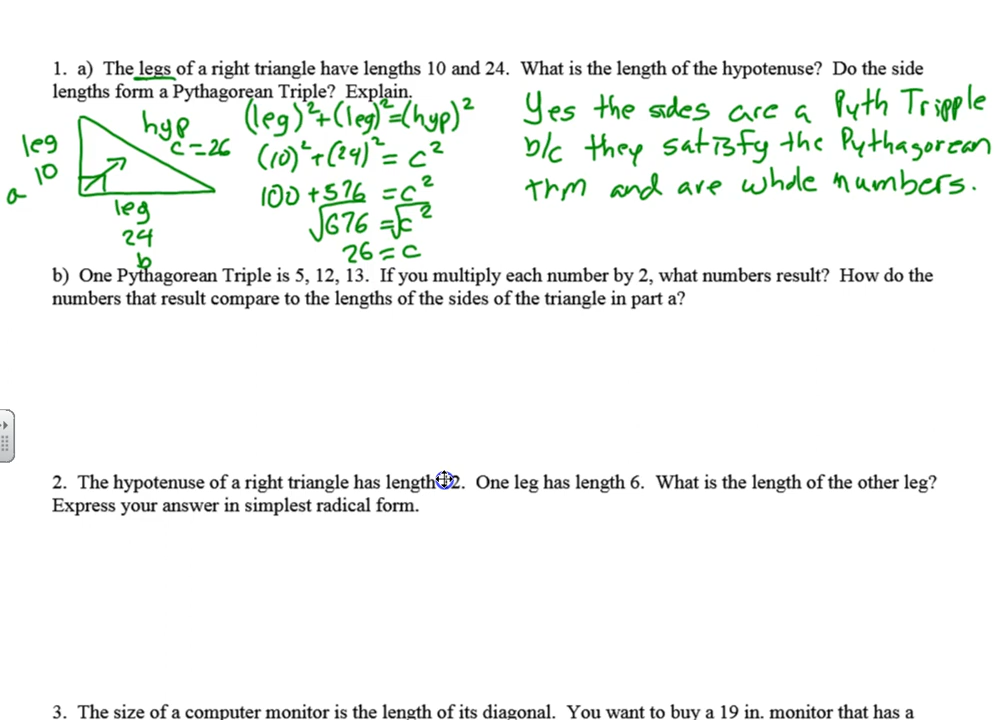 1. a) The legs of a right triangle have lengths 10 and 24. What is the length of the hypotenuse? Do the side
lengths form a Pythagorean Triple? Explain.
leg
10
a
hyp
c = 26
leg
24
b
(leg)²+(leg)²=(hyp)²
(10)²+(24)² = c²
100 +576 = c²
√676 = √c²
26 = c
Yes the sides are a Pyth Tripple
b/c they satisfy the Pythagorean
thm and are whole numbers.
b) One Pythagorean Triple is 5, 12, 13. If you multiply each number by 2, what numbers result? How do the
numbers that result compare to the lengths of the sides of the triangle in part a?
2. The hypotenuse of a right triangle has length 2. One leg has length 6. What is the length of the other leg?
Express your answer in simplest radical form.
3. The size of a computer monitor is the length of its diagonal. You want to buy a 19 in. monitor that has a